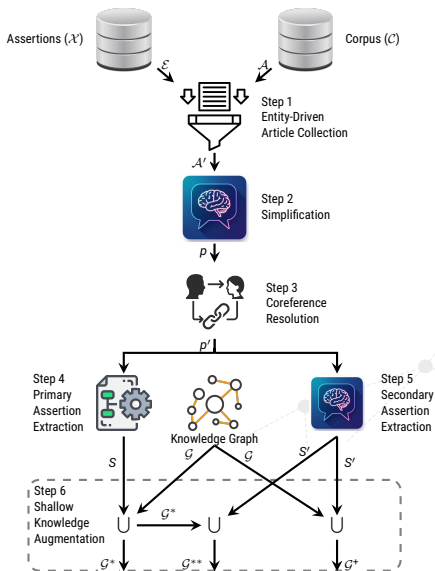 Assertions (𝒳)
Corpus (𝒞)
ℰ
𝒜
Step 1
Entity-Driven
Article Collection
𝒜′
Step 2
Simplification
p
Step 3
Coreference
Resolution
p′
Step 4
Primary
Assertion
Extraction
Knowledge Graph
Step 5
Secondary
Assertion
Extraction
S
𝒢
𝒢
S′
S′
Step 6
Shallow
Knowledge
Augmentation
∪
𝒢*
∪
∪
𝒢*
𝒢**
𝒢⁺